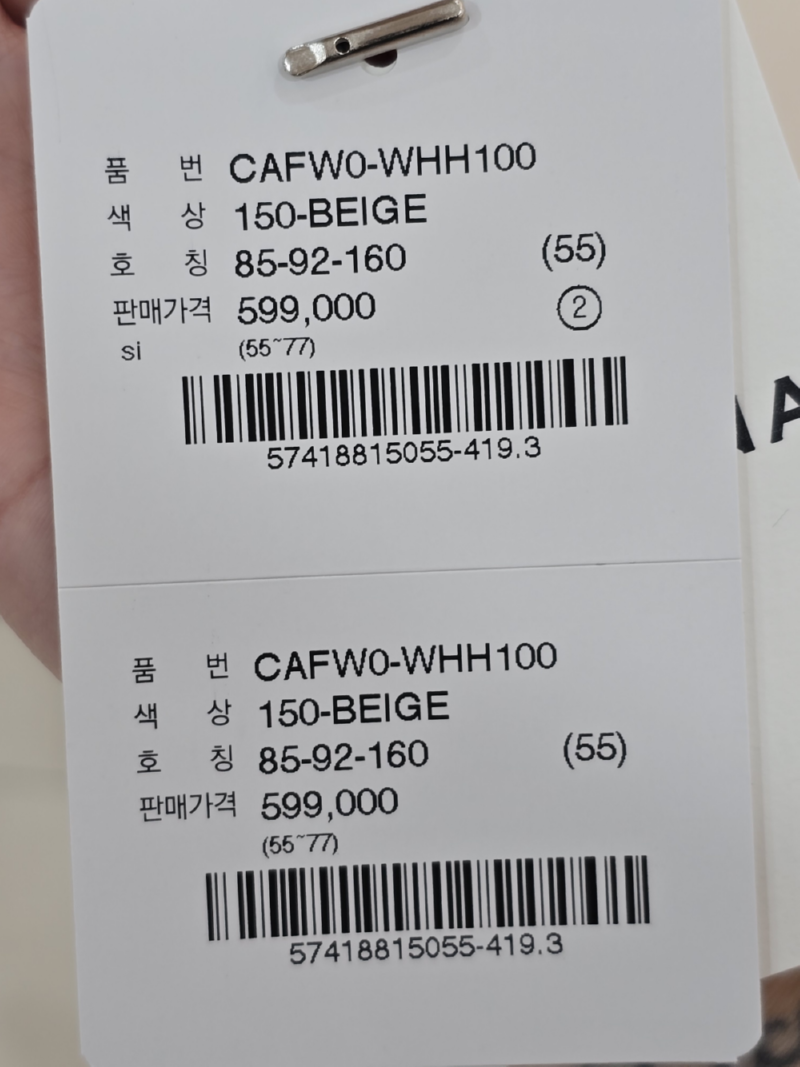 품 번 CAFW0-WHH100
색 상 150-BEIGE
호 칭 85-92-160 (55)
판매가격 599,000 ②
si (55~77)
57418815055-419.3
품 번 CAFW0-WHH100
색 상 150-BEIGE
호 칭 85-92-160 (55)
판매가격 599,000
(55~77)
57418815055-419.3